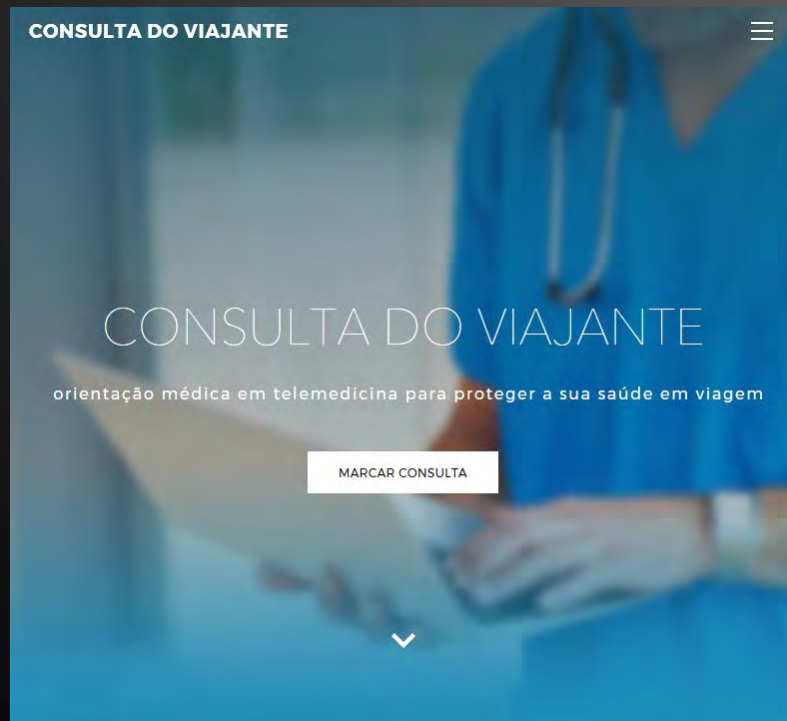 CONSULTA DO VIAJANTE
CONSULTA DO VIAJANTE
orientação médica em telemedicina para proteger a sua saúde em viagem
MARCAR CONSULTA